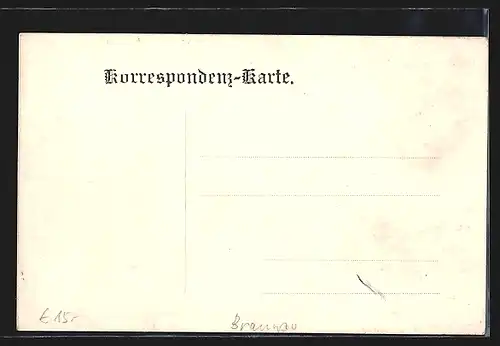 Korrespondenz-Karte.
€ 15,-
Braunau